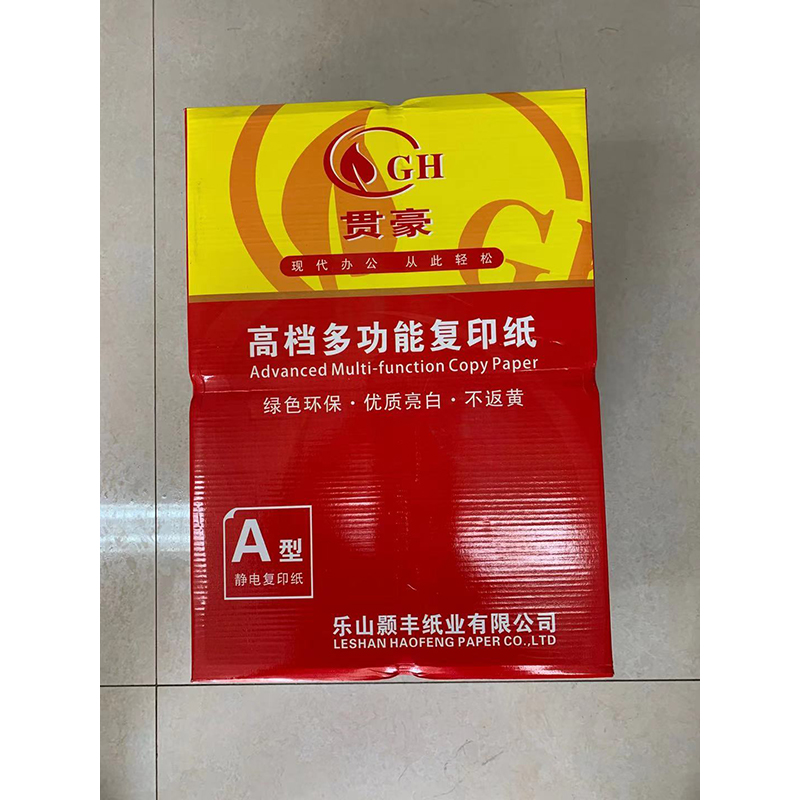 GH
贯豪
现代办公 从此轻松
高档多功能复印纸
Advanced Multi-function Copy Paper
绿色环保·优质亮白·不返黄
A型
静电复印纸
乐山颢丰纸业有限公司
LESHAN HAOFENG PAPER CO.,LTD